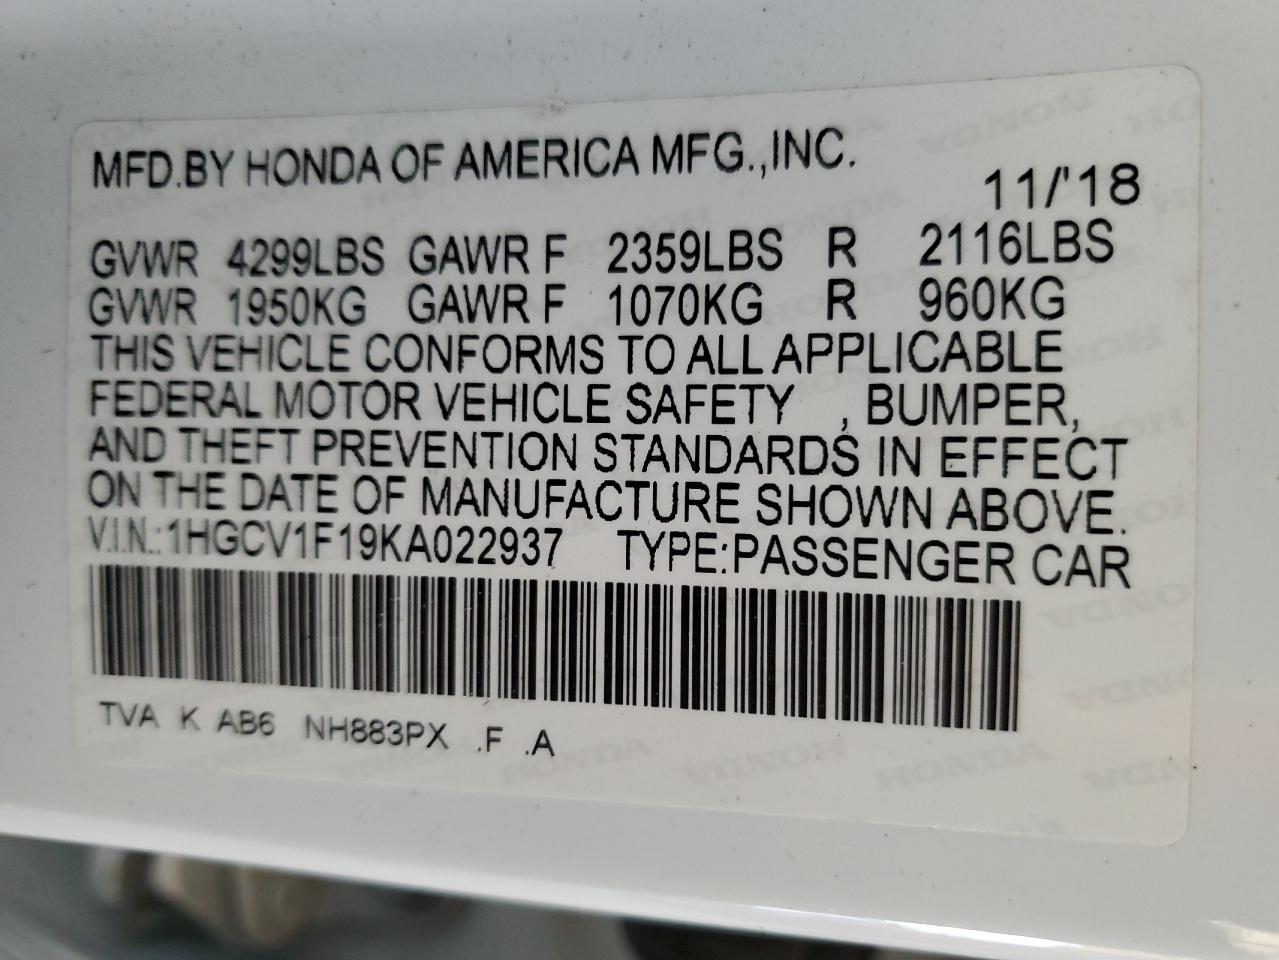 MFD.BY HONDA OF AMERICA MFG.,INC.
11/'18
GVWR 4299LBS GAWR F 2359LBS R 2116LBS
GVWR 1950KG GAWR F 1070KG R 960KG
THIS VEHICLE CONFORMS TO ALL APPLICABLE
FEDERAL MOTOR VEHICLE SAFETY , BUMPER,
AND THEFT PREVENTION STANDARDS IN EFFECT
ON THE DATE OF MANUFACTURE SHOWN ABOVE.
V.I.N.:1HGCV1F19KA022937 TYPE:PASSENGER CAR
TVA K AB6 NH883PX .F .A